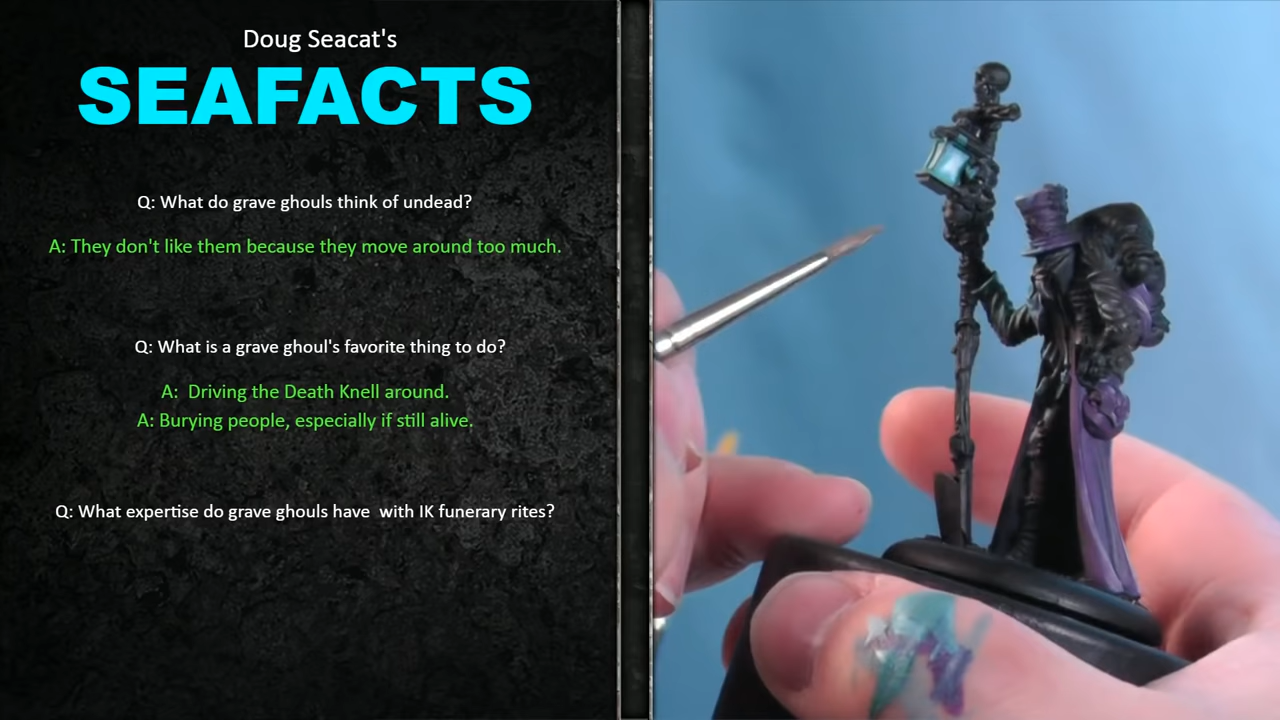 Doug Seacat's
SEAFACTS
Q: What do grave ghouls think of undead?
A: They don't like them because they move around too much.
Q: What is a grave ghoul's favorite thing to do?
A:  Driving the Death Knell around.
A: Burying people, especially if still alive.
Q: What expertise do grave ghouls have  with IK funerary rites?